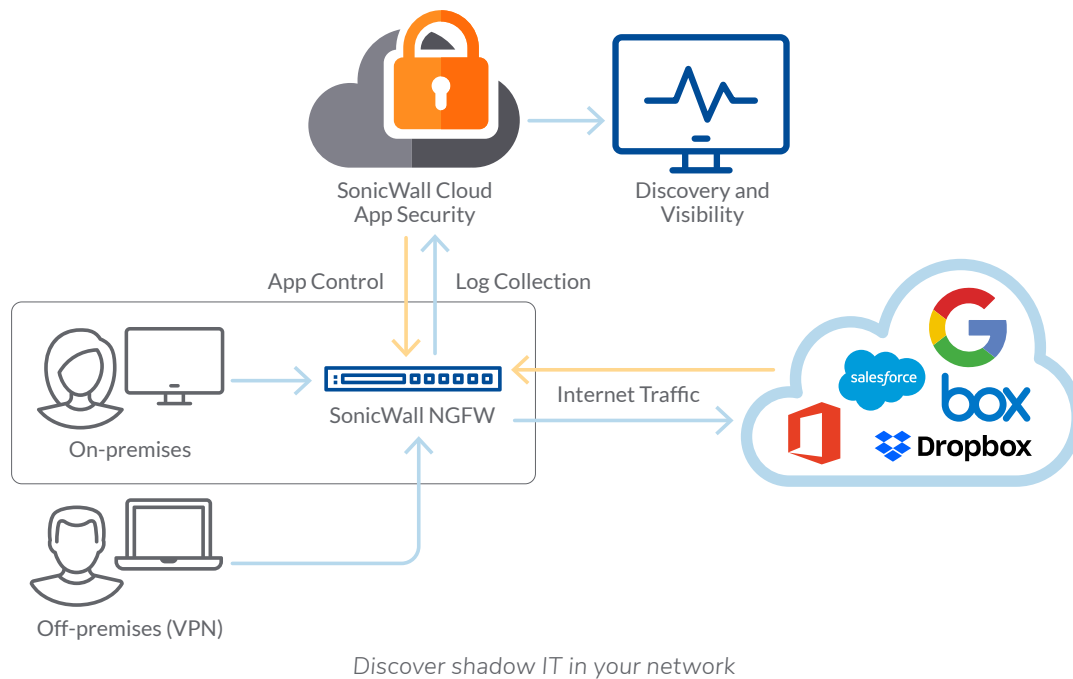 SonicWall Cloud
App Security
Discovery and
Visibility
App Control
Log Collection
On-premises
SonicWall NGFW
Internet Traffic
G
salesforce
box
Dropbox
Off-premises (VPN)
Discover shadow IT in your network